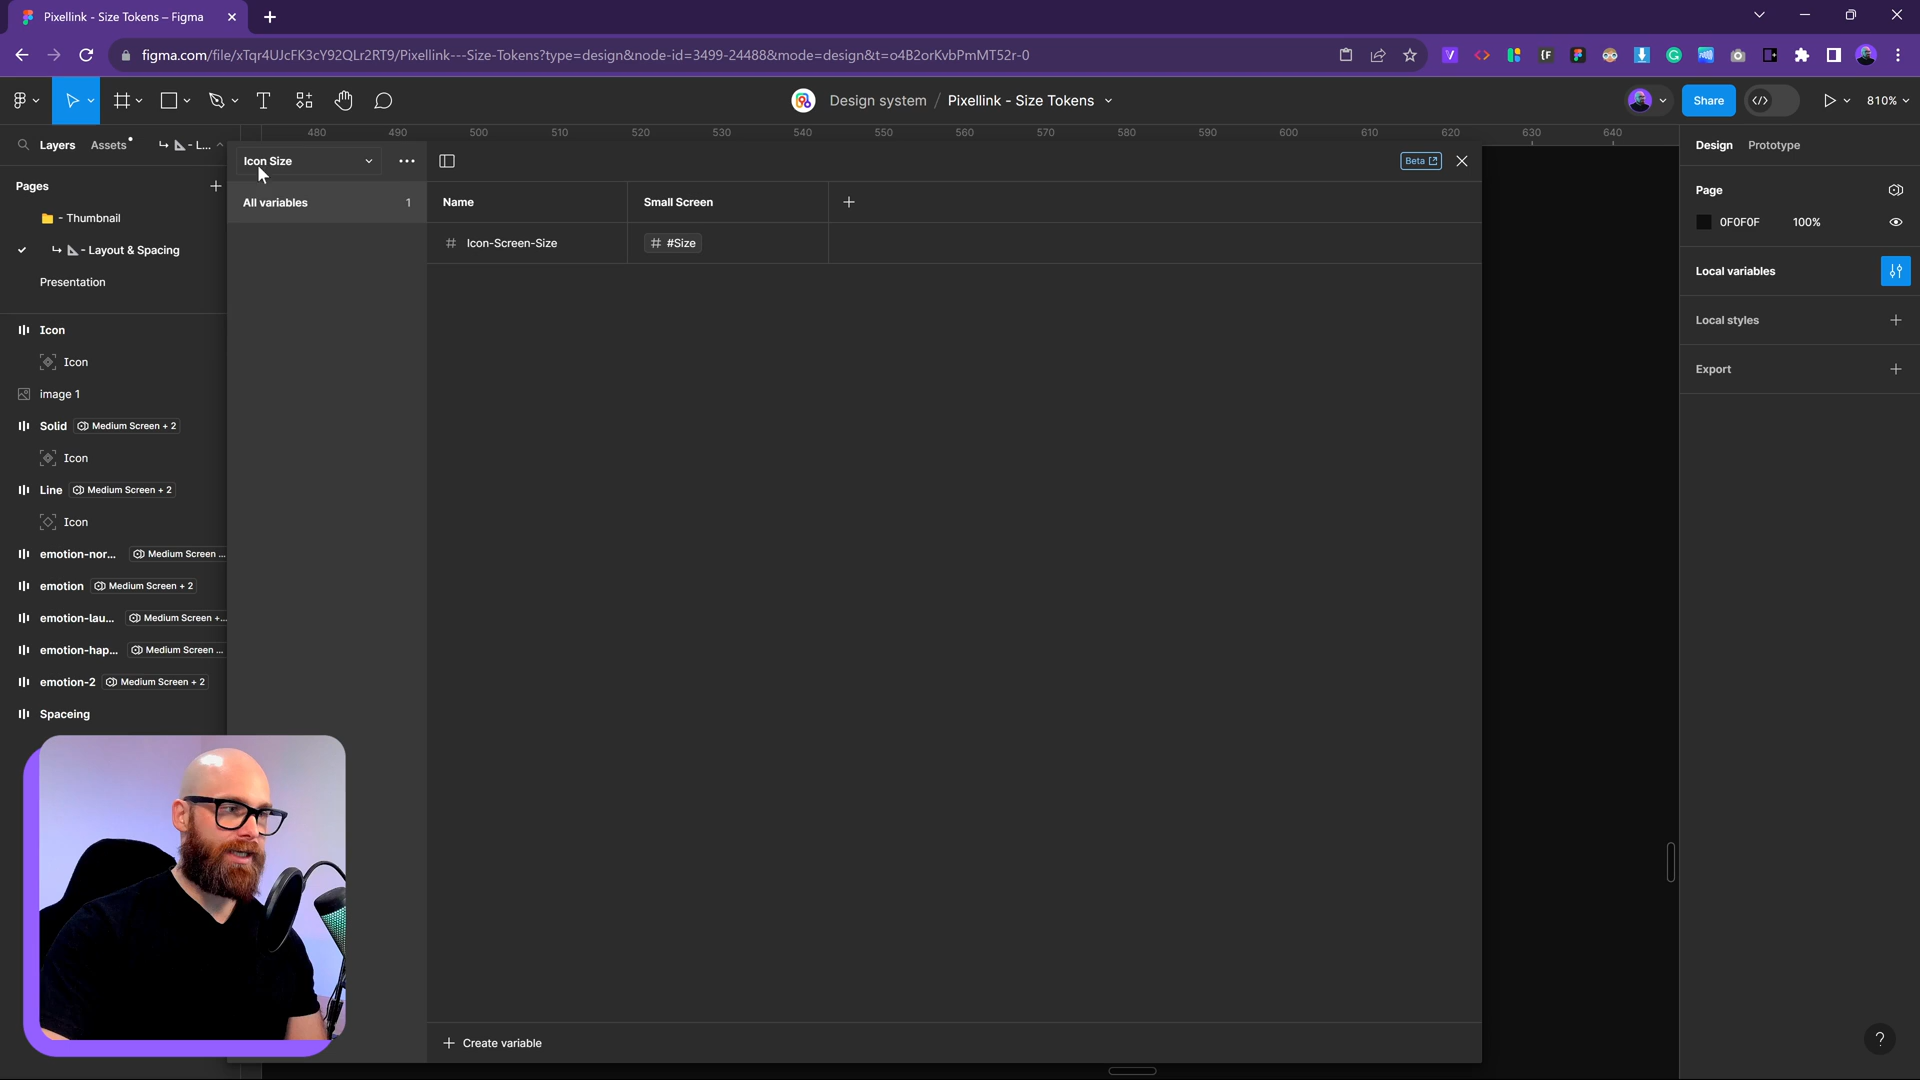 Pixellink - Size Tokens – Figma
figma.com/file/xTqr4UJcFK3cY92QLr2RT9/Pixellink---Size-Tokens?type=design&node-id=3499-24488&mode=design&t=o4B2orKvbPmMT52r-0
Design system / Pixellink - Size Tokens
Share
810%
Layers
Assets
- L...
480 490 500 510 520 530 540 550 560 570 580 590 600 610 620 630 640
Design
Prototype
Icon Size
Beta
Pages
- Thumbnail
- Layout & Spacing
Presentation
All variables 1
Name
Small Screen
Icon-Screen-Size
#Size
Page
0F0F0F 100%
Local variables
Local styles
Export
Icon
Icon
image 1
Solid Medium Screen + 2
Icon
Line Medium Screen + 2
Icon
emotion-nor... Medium Screen ...
emotion Medium Screen + 2
emotion-lau... Medium Screen +...
emotion-hap... Medium Screen ...
emotion-2 Medium Screen + 2
Spaceing
Create variable
?